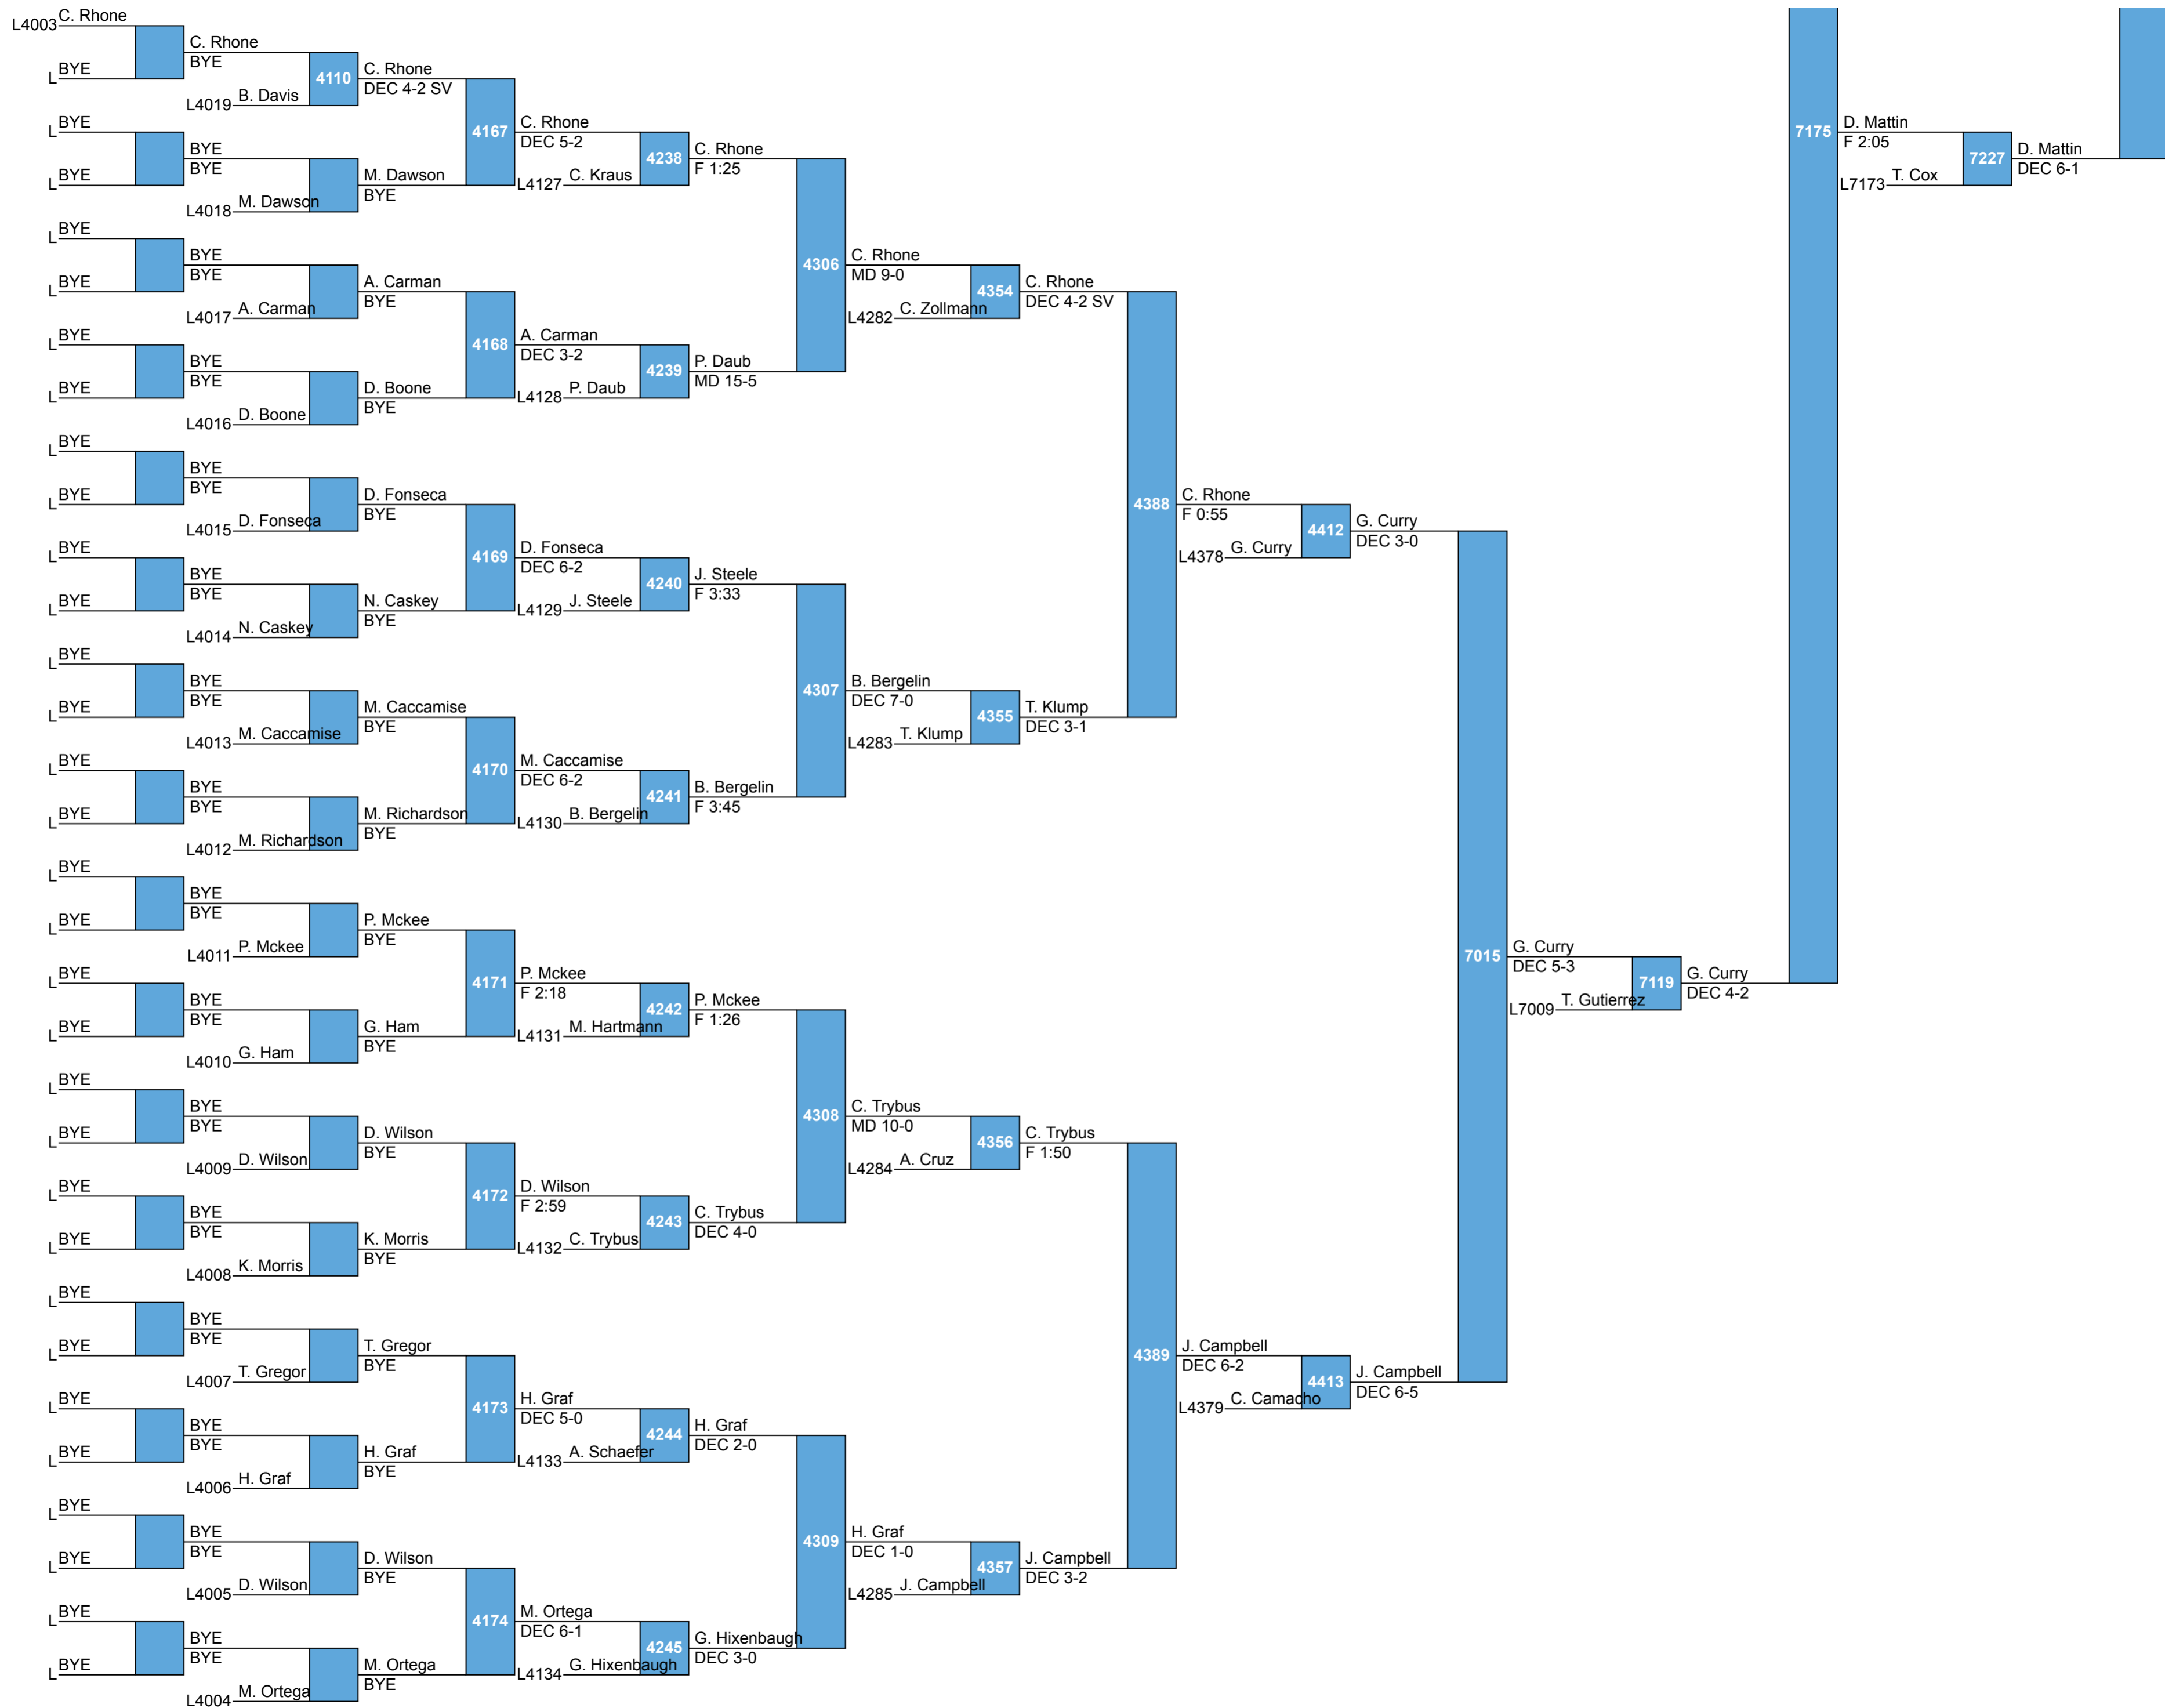 C. Rhone
L4003
C. Rhone
BYE
BYE
L
4110
C. Rhone
DEC 4-2 SV
B. Davis
L4019
4167
C. Rhone
DEC 5-2
BYE
L
BYE
BYE
BYE
L
M. Dawson
BYE
M. Dawson
L4018
4238
C. Rhone
F 1:25
C. Kraus
L4127
7175
D. Mattin
F 2:05
7227
D. Mattin
DEC 6-1
T. Cox
L7173
BYE
L
BYE
BYE
BYE
L
A. Carman
BYE
A. Carman
L4017
4306
C. Rhone
MD 9-0
4354
C. Rhone
DEC 4-2 SV
C. Zollmann
L4282
BYE
L
4168
A. Carman
DEC 3-2
BYE
BYE
BYE
L
D. Boone
BYE
D. Boone
L4016
4239
P. Daub
MD 15-5
P. Daub
L4128
BYE
L
BYE
BYE
BYE
L
D. Fonseca
BYE
D. Fonseca
L4015
4388
C. Rhone
F 0:55
4412
G. Curry
DEC 3-0
G. Curry
L4378
BYE
L
4169
D. Fonseca
DEC 6-2
BYE
BYE
BYE
L
N. Caskey
BYE
N. Caskey
L4014
4240
J. Steele
F 3:33
J. Steele
L4129
BYE
L
BYE
BYE
BYE
L
M. Caccamise
BYE
M. Caccamise
L4013
4307
B. Bergelin
DEC 7-0
4355
T. Klump
DEC 3-1
T. Klump
L4283
BYE
L
4170
M. Caccamise
DEC 6-2
BYE
BYE
BYE
L
M. Richardson
BYE
M. Richardson
L4012
4241
B. Bergelin
F 3:45
B. Bergelin
L4130
BYE
L
BYE
BYE
BYE
L
P. Mckee
BYE
P. Mckee
L4011
7015
G. Curry
DEC 5-3
7119
G. Curry
DEC 4-2
T. Gutierrez
L7009
BYE
L
4171
P. Mckee
F 2:18
BYE
BYE
BYE
L
G. Ham
BYE
G. Ham
L4010
4242
P. Mckee
F 1:26
M. Hartmann
L4131
BYE
L
BYE
BYE
BYE
L
D. Wilson
BYE
D. Wilson
L4009
4308
C. Trybus
MD 10-0
4356
C. Trybus
F 1:50
A. Cruz
L4284
BYE
L
4172
D. Wilson
F 2:59
BYE
BYE
BYE
L
K. Morris
BYE
K. Morris
L4008
4243
C. Trybus
DEC 4-0
C. Trybus
L4132
BYE
L
BYE
BYE
BYE
L
T. Gregor
BYE
T. Gregor
L4007
4389
J. Campbell
DEC 6-2
4413
J. Campbell
DEC 6-5
C. Camacho
L4379
BYE
L
4173
H. Graf
DEC 5-0
BYE
BYE
BYE
L
H. Graf
BYE
H. Graf
L4006
4244
H. Graf
DEC 2-0
A. Schaefer
L4133
BYE
L
BYE
BYE
BYE
L
D. Wilson
BYE
D. Wilson
L4005
4309
H. Graf
DEC 1-0
4357
J. Campbell
DEC 3-2
J. Campbell
L4285
BYE
L
4174
M. Ortega
DEC 6-1
BYE
BYE
BYE
L
M. Ortega
BYE
M. Ortega
L4004
4245
G. Hixenbaugh
DEC 3-0
G. Hixenbaugh
L4134